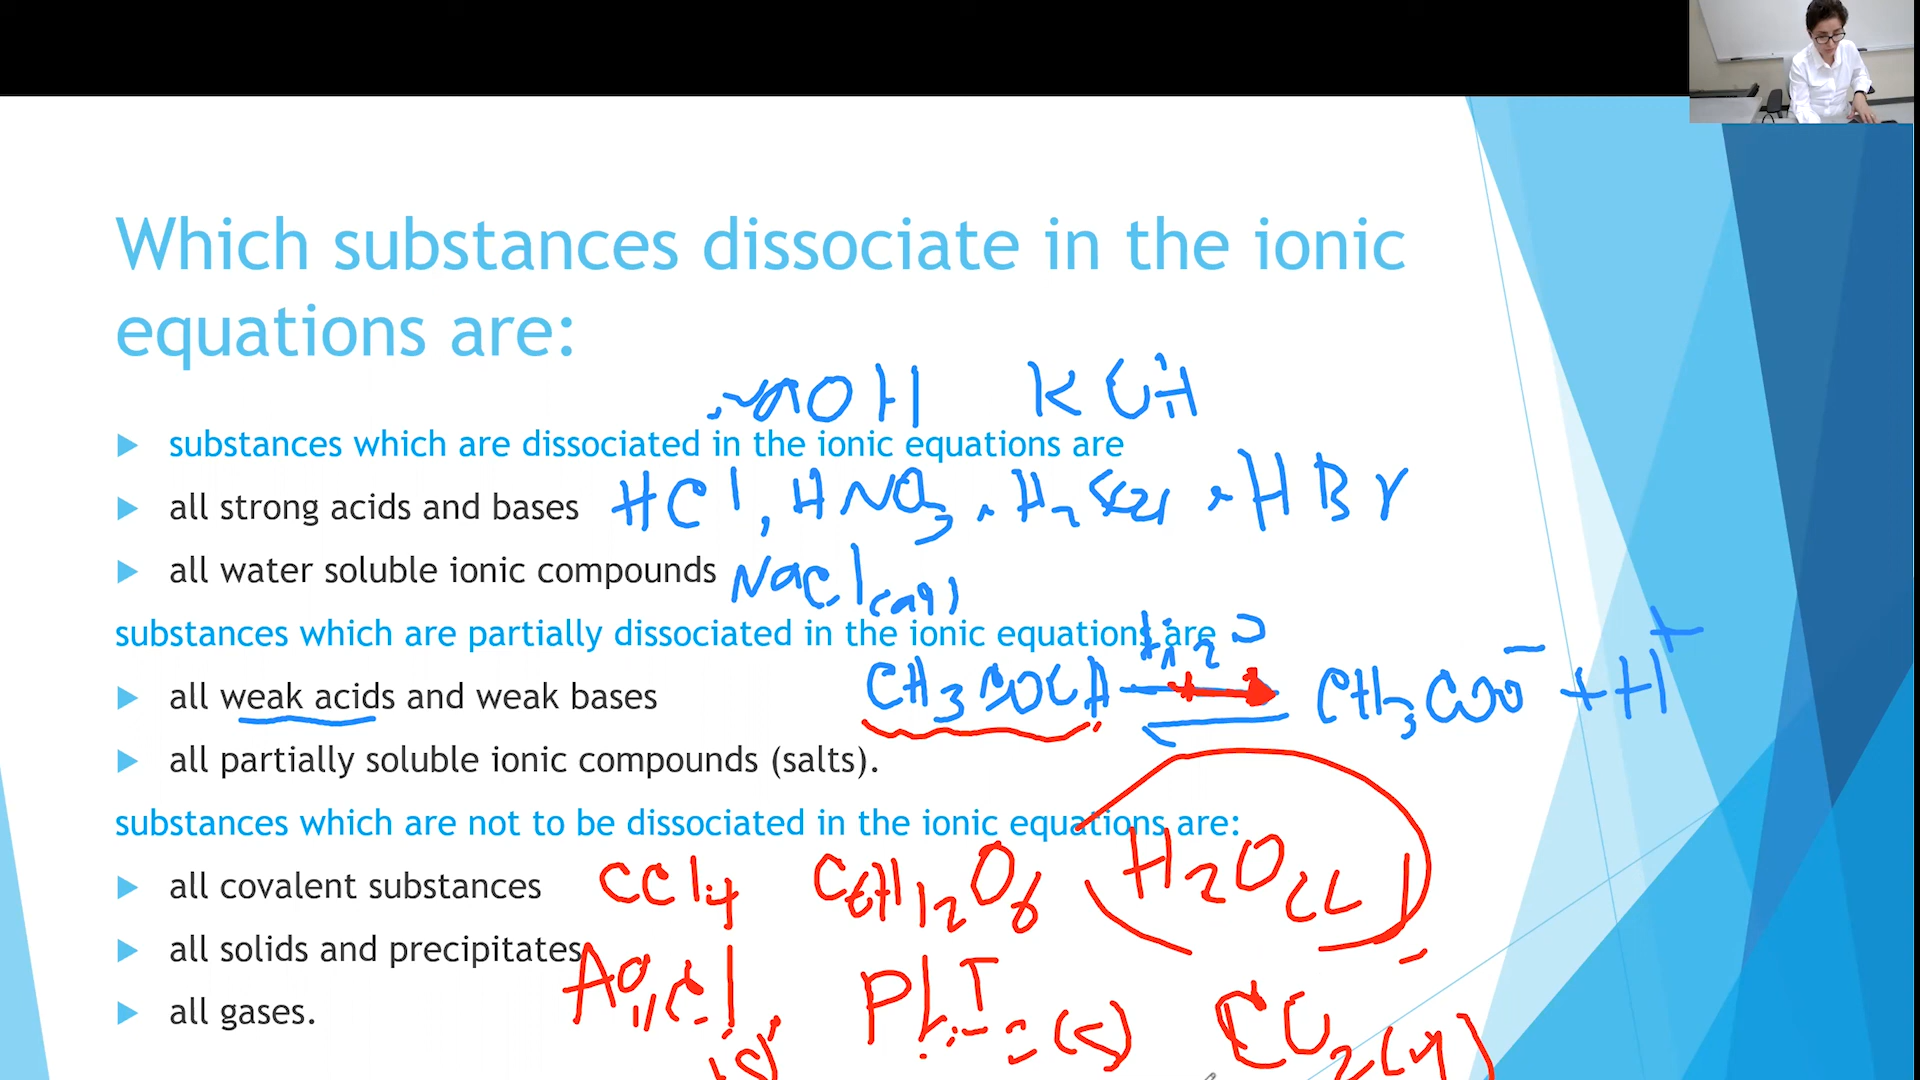 Which substances dissociate in the ionic
equations are:
NaOH KOH
substances which are dissociated in the ionic equations are
all strong acids and bases HCl, HNO3, H2SO4, HBr
all water soluble ionic compounds NaCl(aq)
substances which are partially dissociated in the ionic equations are
H2O
all weak acids and weak bases CH3COOH ⇌ CH3COO⁻ + H⁺
all partially soluble ionic compounds (salts).
substances which are not to be dissociated in the ionic equations are:
all covalent substances CCl4 C6H12O6 H2O(L)
all solids and precipitates AgCl(s) PbI2(s) CO2(g)
all gases.